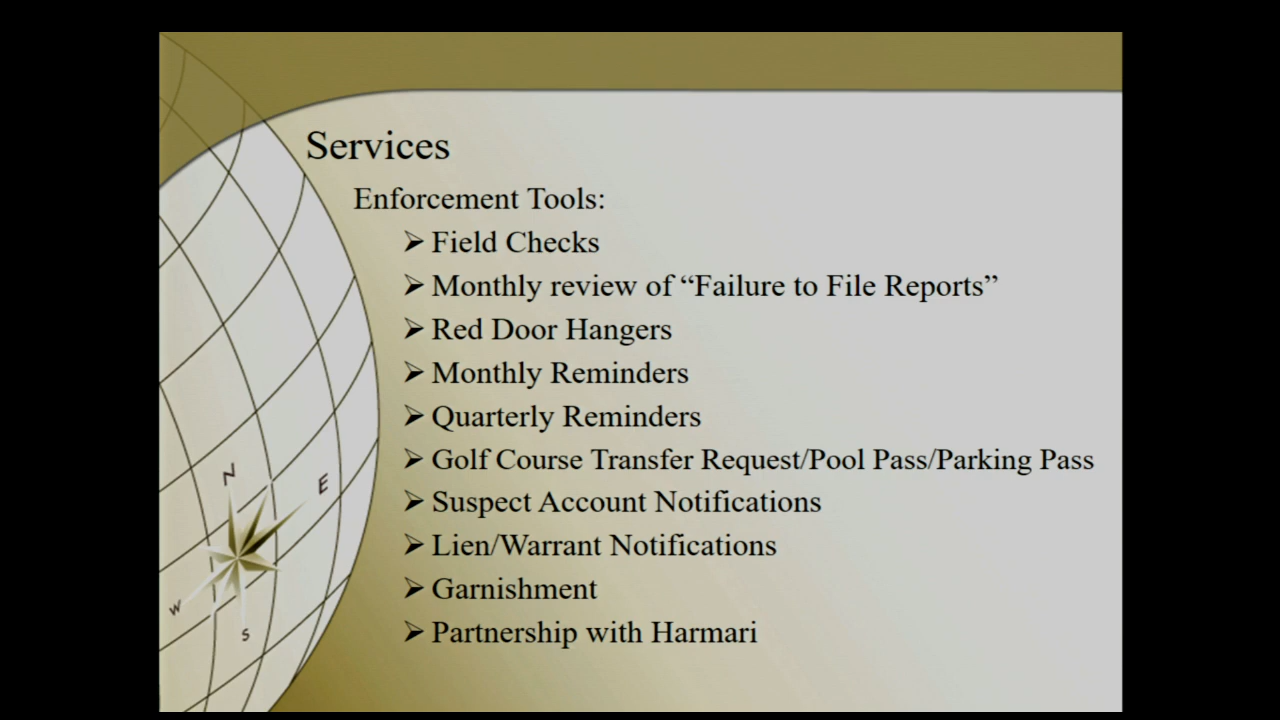 Services
Enforcement Tools:
➢ Field Checks
➢ Monthly review of “Failure to File Reports”
➢ Red Door Hangers
➢ Monthly Reminders
➢ Quarterly Reminders
➢ Golf Course Transfer Request/Pool Pass/Parking Pass
➢ Suspect Account Notifications
➢ Lien/Warrant Notifications
➢ Garnishment
➢ Partnership with Harmari
N
E
W
S